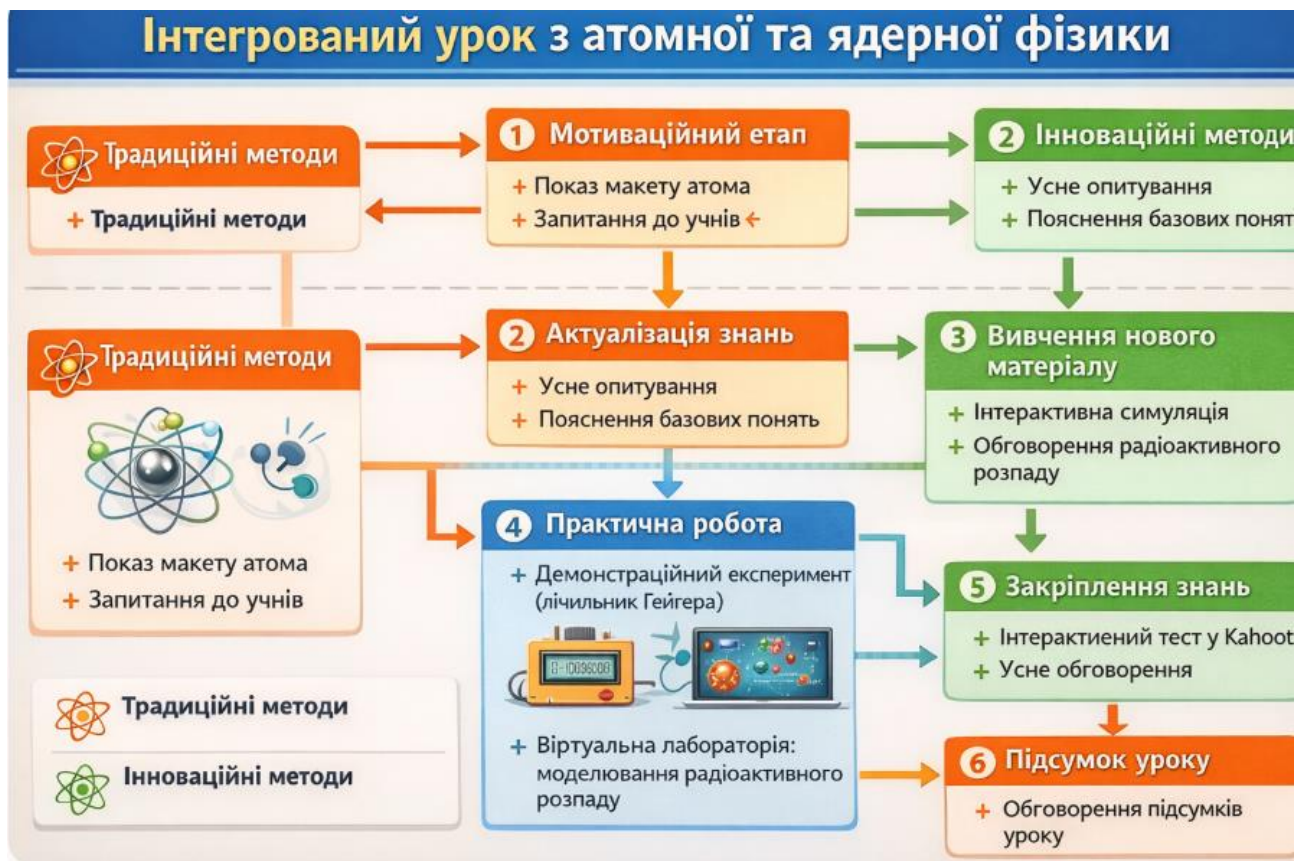 Інтегрований урок з атомної та ядерної фізики
Традиційні методи
+ Традиційні методи
1 Мотиваційний етап
+ Показ макету атома
+ Запитання до учнів ←
2 Інноваційні методи
+ Усне опитування
+ Пояснення базових понят
Традиційні методи
+ Показ макету атома
+ Запитання до учнів
2 Актуалізація знань
+ Усне опитування
+ Пояснення базових понять
3 Вивчення нового
матеріалу
+ Інтерактивна симуляція
+ Обговорення радіоактивного
розпаду
4 Практична робота
+ Демонстраційний експеримент
(лічильник Гейгера)
+ Віртуальна лабораторія:
моделювання радіоактивного
розпаду
5 Закріплення знань
+ Інтерактиений тест у Kahoot
+ Усне обговорення
6 Підсумок уроку
+ Обговорення підсумків
уроку
Традиційні методи
Інноваційні методи